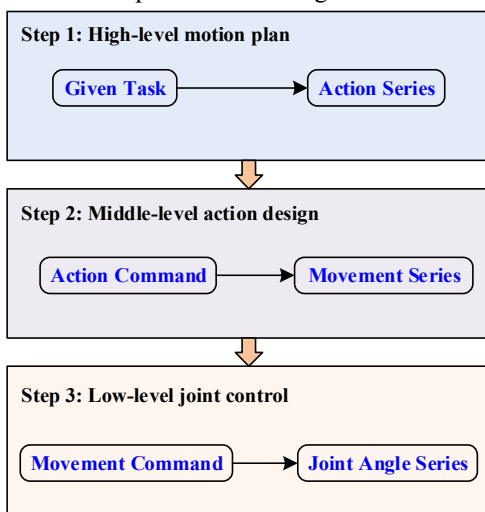 Step 1: High-level motion plan
Given Task
Action Series
Step 2: Middle-level action design
Action Command
Movement Series
Step 3: Low-level joint control
Movement Command
Joint Angle Series